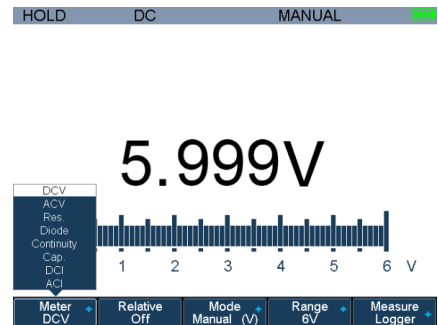 HOLD DC MANUAL
5.999V
DCV
ACV
Res.
Diode
Continuity
Cap.
DCI
ACI
1 2 3 4 5 6 V
Meter Relative Mode Range Measure
DCV Off Manual (V) 6V Logger